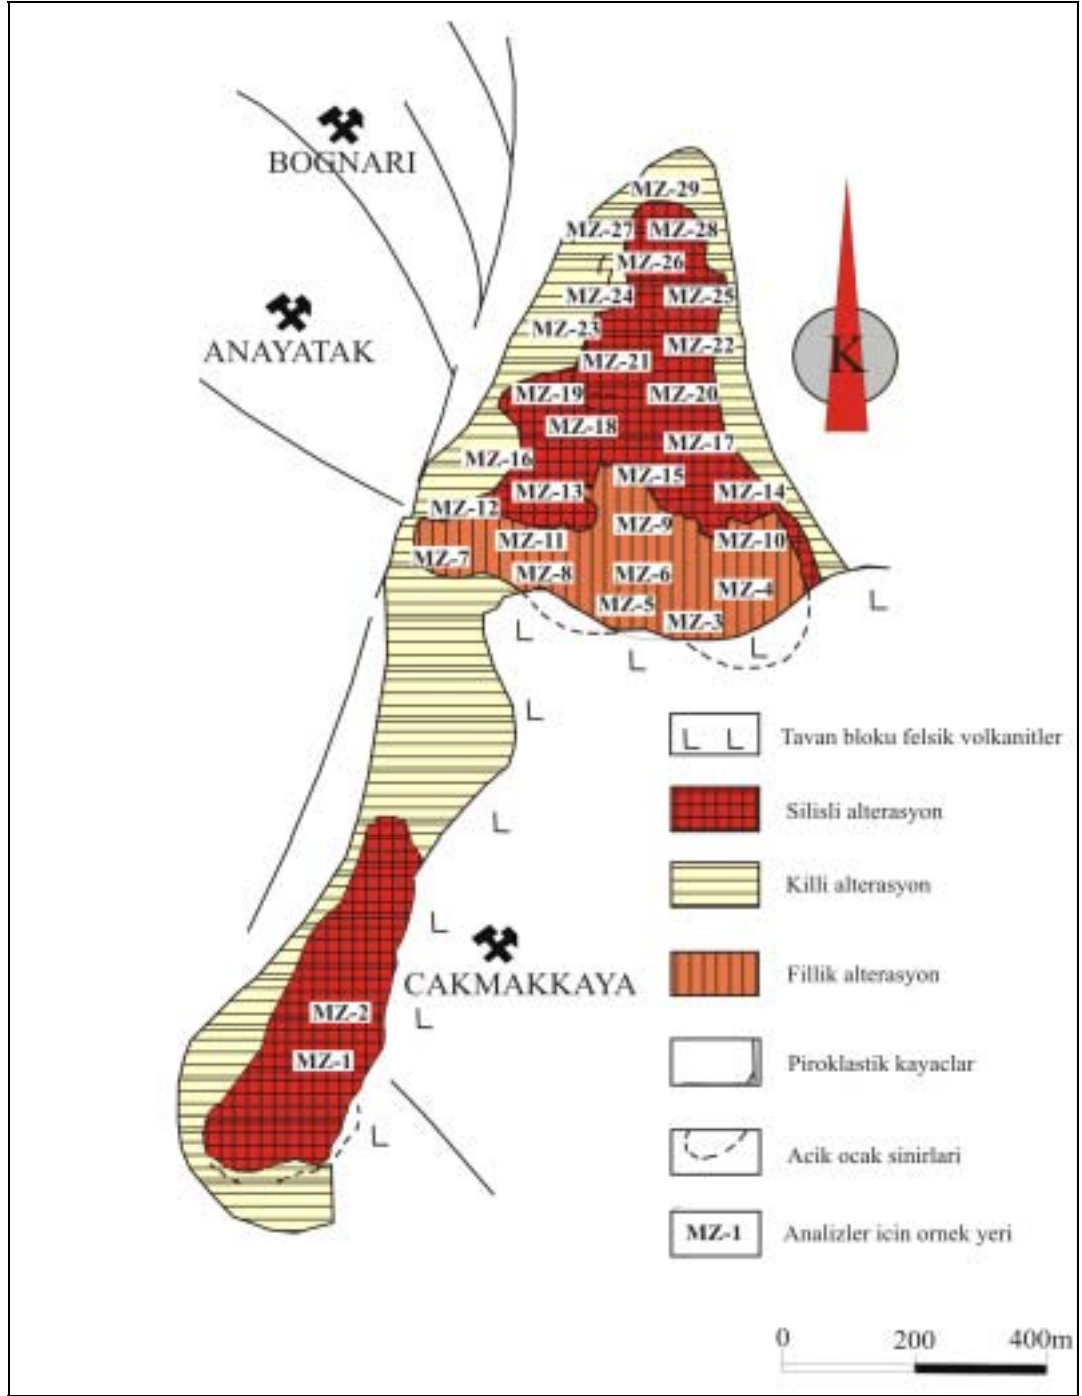 BOGNARI
MZ-29
MZ-27 MZ-28
MZ-26
MZ-24 MZ-25
MZ-23
ANAYATAK
MZ-22
K
MZ-21
MZ-19 MZ-20
MZ-18
MZ-17
MZ-16
MZ-15
MZ-13 MZ-14
MZ-12
MZ-9
MZ-11 MZ-10
MZ-7
MZ-8 MZ-6
MZ-4
MZ-5
MZ-3
L
L
L
L
L
L L Tavan bloku felsik volkanitler
Silisli alterasyon
L
Killi alterasyon
L
CAKMAKKAYA
Fillik alterasyon
MZ-2
L
MZ-1
Piroklastik kayaclar
L
Acik ocak sinirlari
MZ-1 Analizler icin ornek yeri
0 200 400m